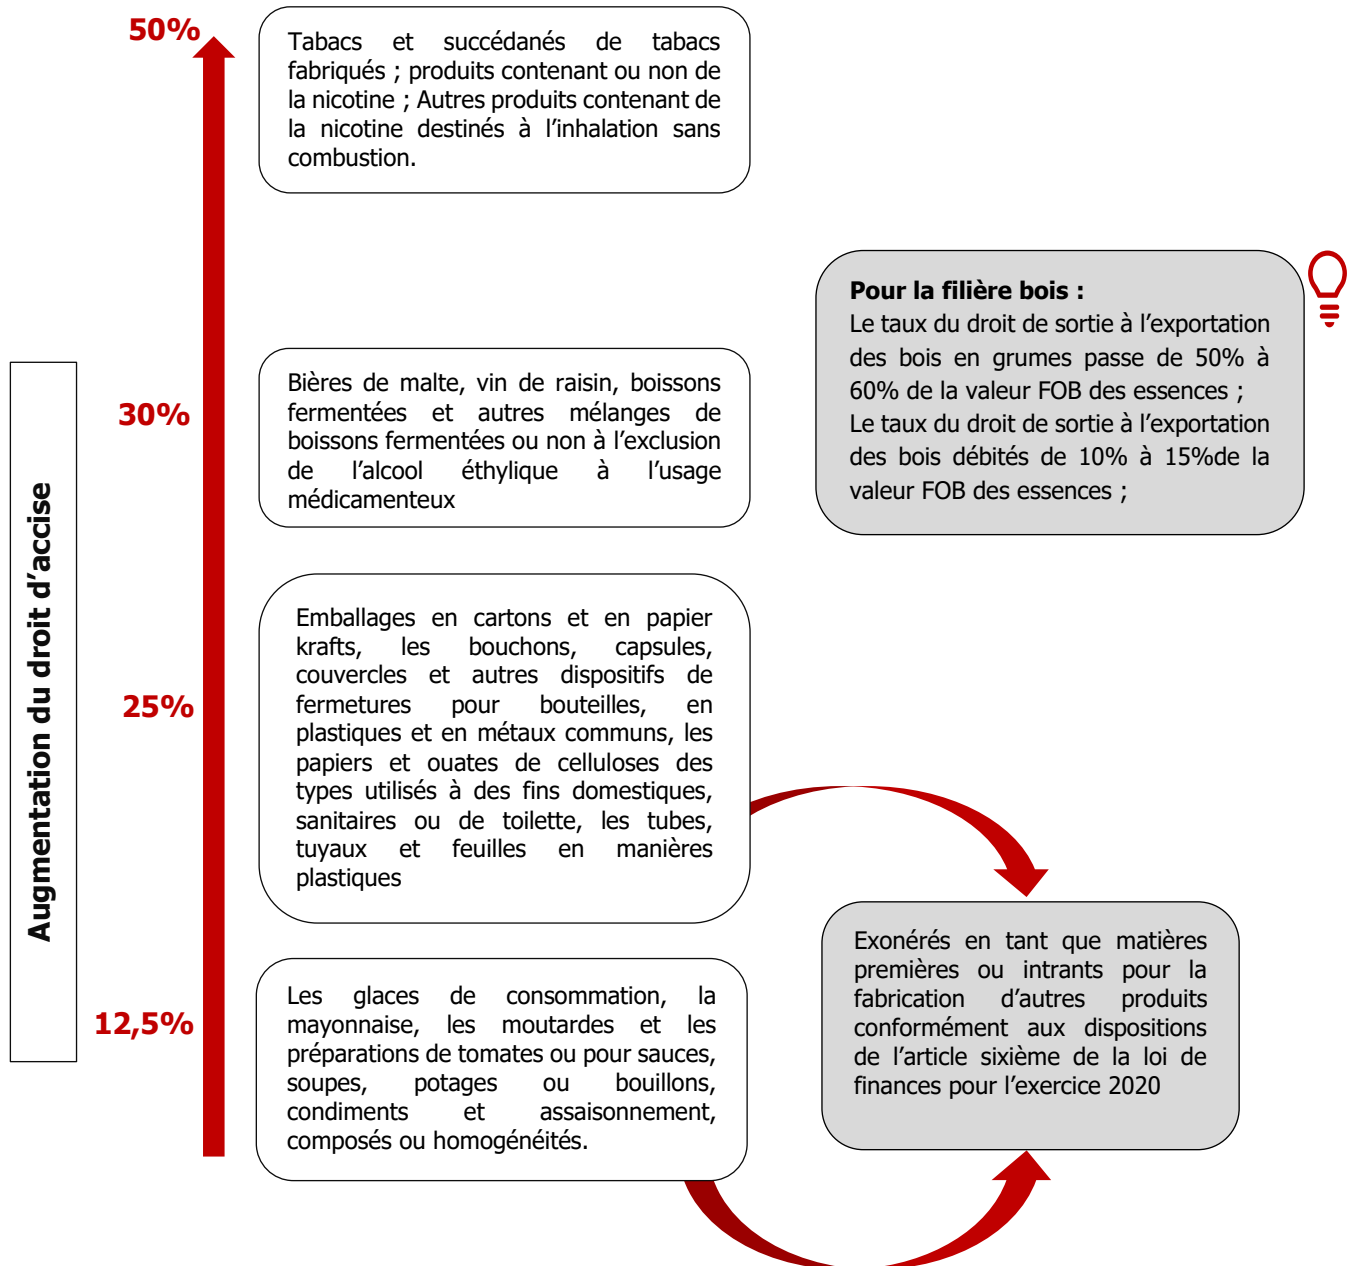 50%
Tabacs et succédanés de tabacs
fabriqués ; produits contenant ou non de
la nicotine ; Autres produits contenant de
la nicotine destinés à l’inhalation sans
combustion.
Pour la filière bois :
Le taux du droit de sortie à l’exportation
des bois en grumes passe de 50% à
60% de la valeur FOB des essences ;
Le taux du droit de sortie à l’exportation
des bois débités de 10% à 15%de la
valeur FOB des essences ;
Augmentation du droit d’accise
30%
Bières de malte, vin de raisin, boissons
fermentées et autres mélanges de
boissons fermentées ou non à l’exclusion
de l’alcool éthylique à l’usage
médicamenteux
25%
Emballages en cartons et en papier
krafts, les bouchons, capsules,
couvercles et autres dispositifs de
fermetures pour bouteilles, en
plastiques et en métaux communs, les
papiers et ouates de celluloses des
types utilisés à des fins domestiques,
sanitaires ou de toilette, les tubes,
tuyaux et feuilles en manières
plastiques
12,5%
Les glaces de consommation, la
mayonnaise, les moutardes et les
préparations de tomates ou pour sauces,
soupes, potages ou bouillons,
condiments et assaisonnement,
composés ou homogénéités.
Exonérés en tant que matières
premières ou intrants pour la
fabrication d’autres produits
conformément aux dispositions
de l’article sixième de la loi de
finances pour l’exercice 2020